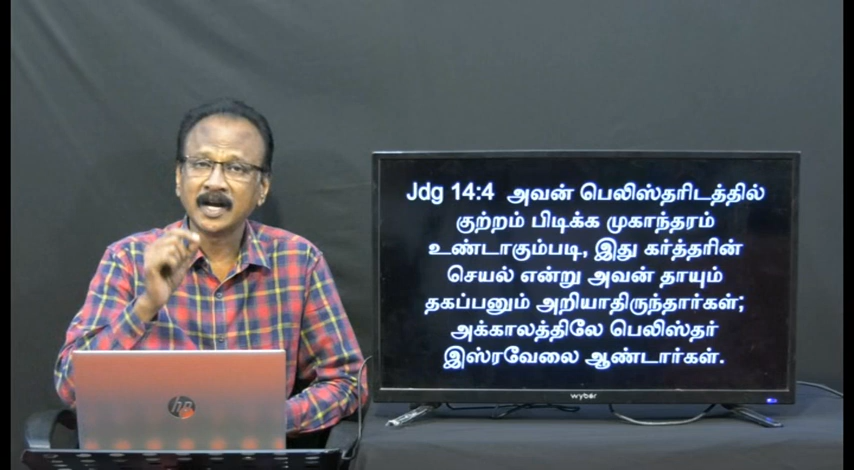 Jdg 14:4 அவன் பெலிஸ்தரிடத்தில்
குற்றம் பிடிக்க முகாந்தரம்
உண்டாகும்படி, இது கர்த்தரின்
செயல் என்று அவன் தாயும்
தகப்பனும் அறியாதிருந்தார்கள்;
அக்காலத்திலே பெலிஸ்தர்
இஸ்ரவேலை ஆண்டார்கள்.
wybor
hp